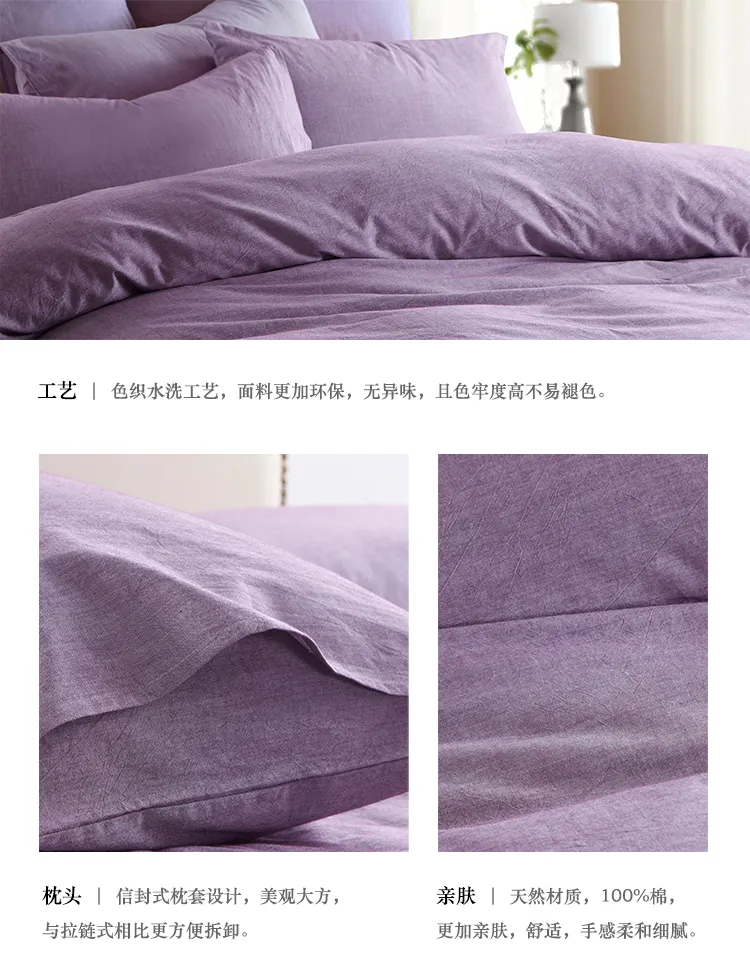 工艺 | 色织水洗工艺，面料更加环保，无异味，且色牢度高不易褪色。
枕头 | 信封式枕套设计，美观大方，
与拉链式相比更方便拆卸。
亲肤 | 天然材质，100%棉，
更加亲肤，舒适，手感柔和细腻。